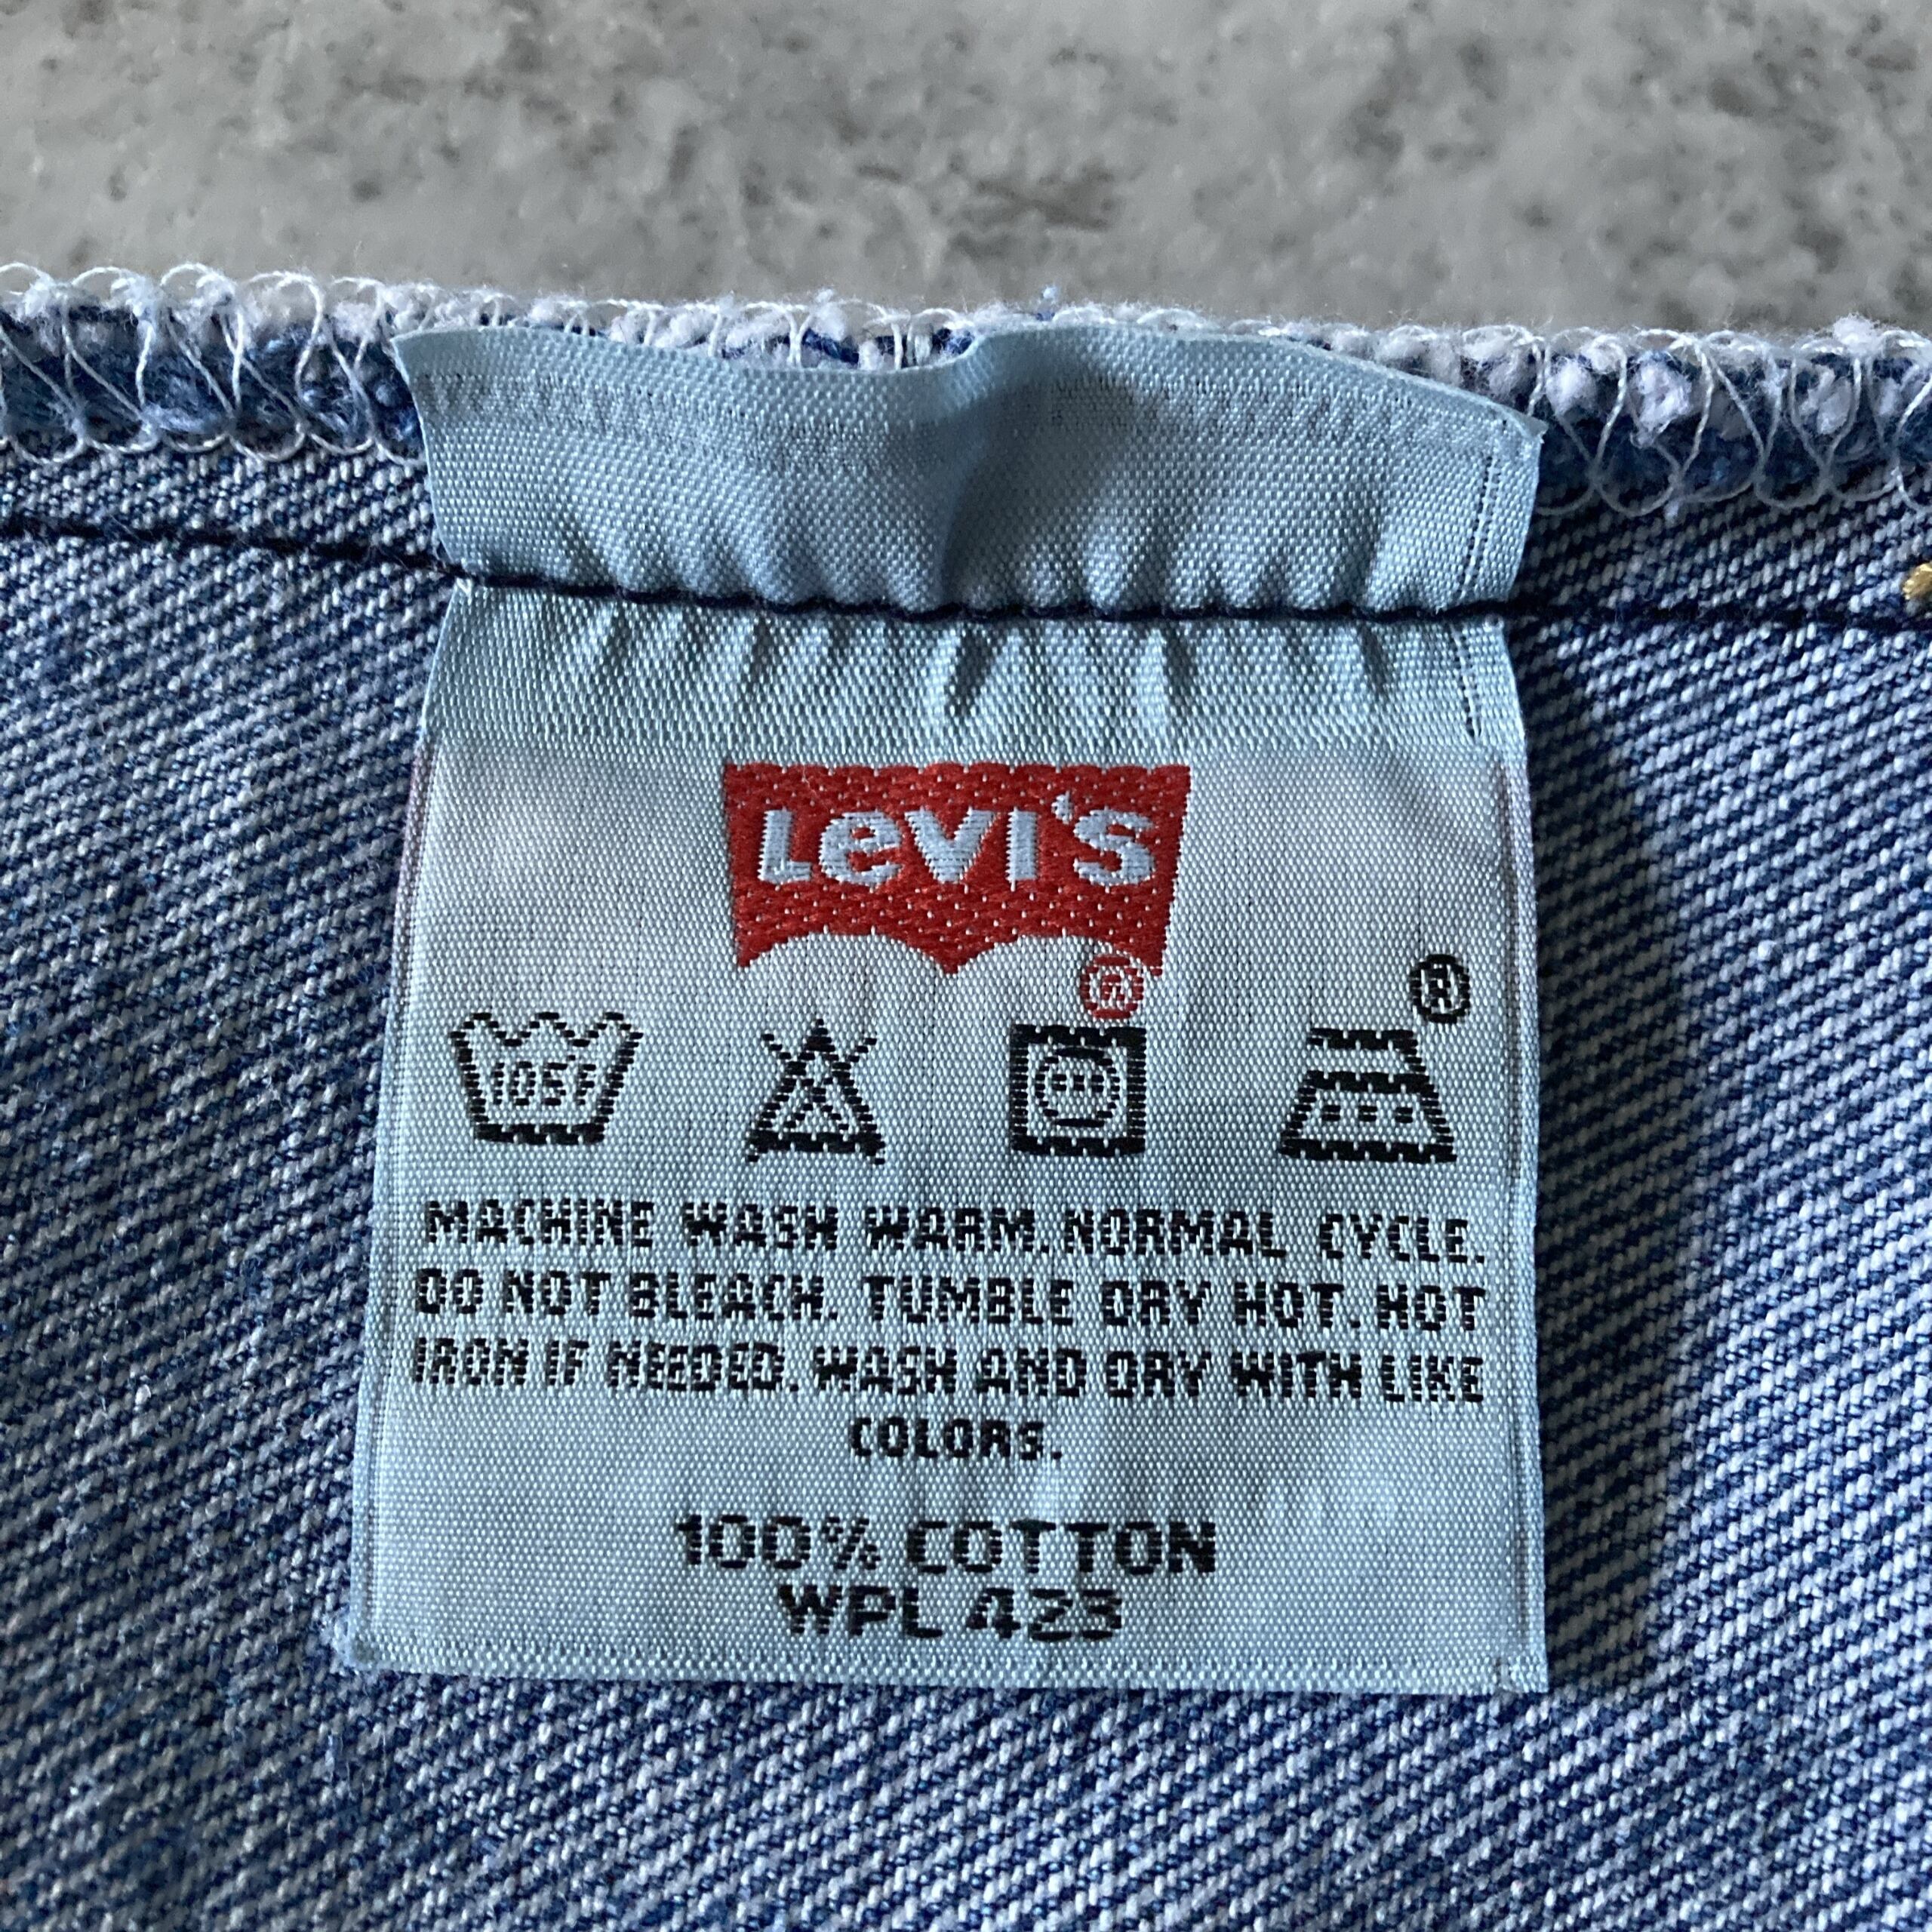 Levi's
®
®
105F
MACHINE WASH WARM. NORMAL CYCLE.
DO NOT BLEACH. TUMBLE DRY HOT. HOT
IRON IF NEEDED. WASH AND DRY WITH LIKE
COLORS.
100% COTTON
WPL 423